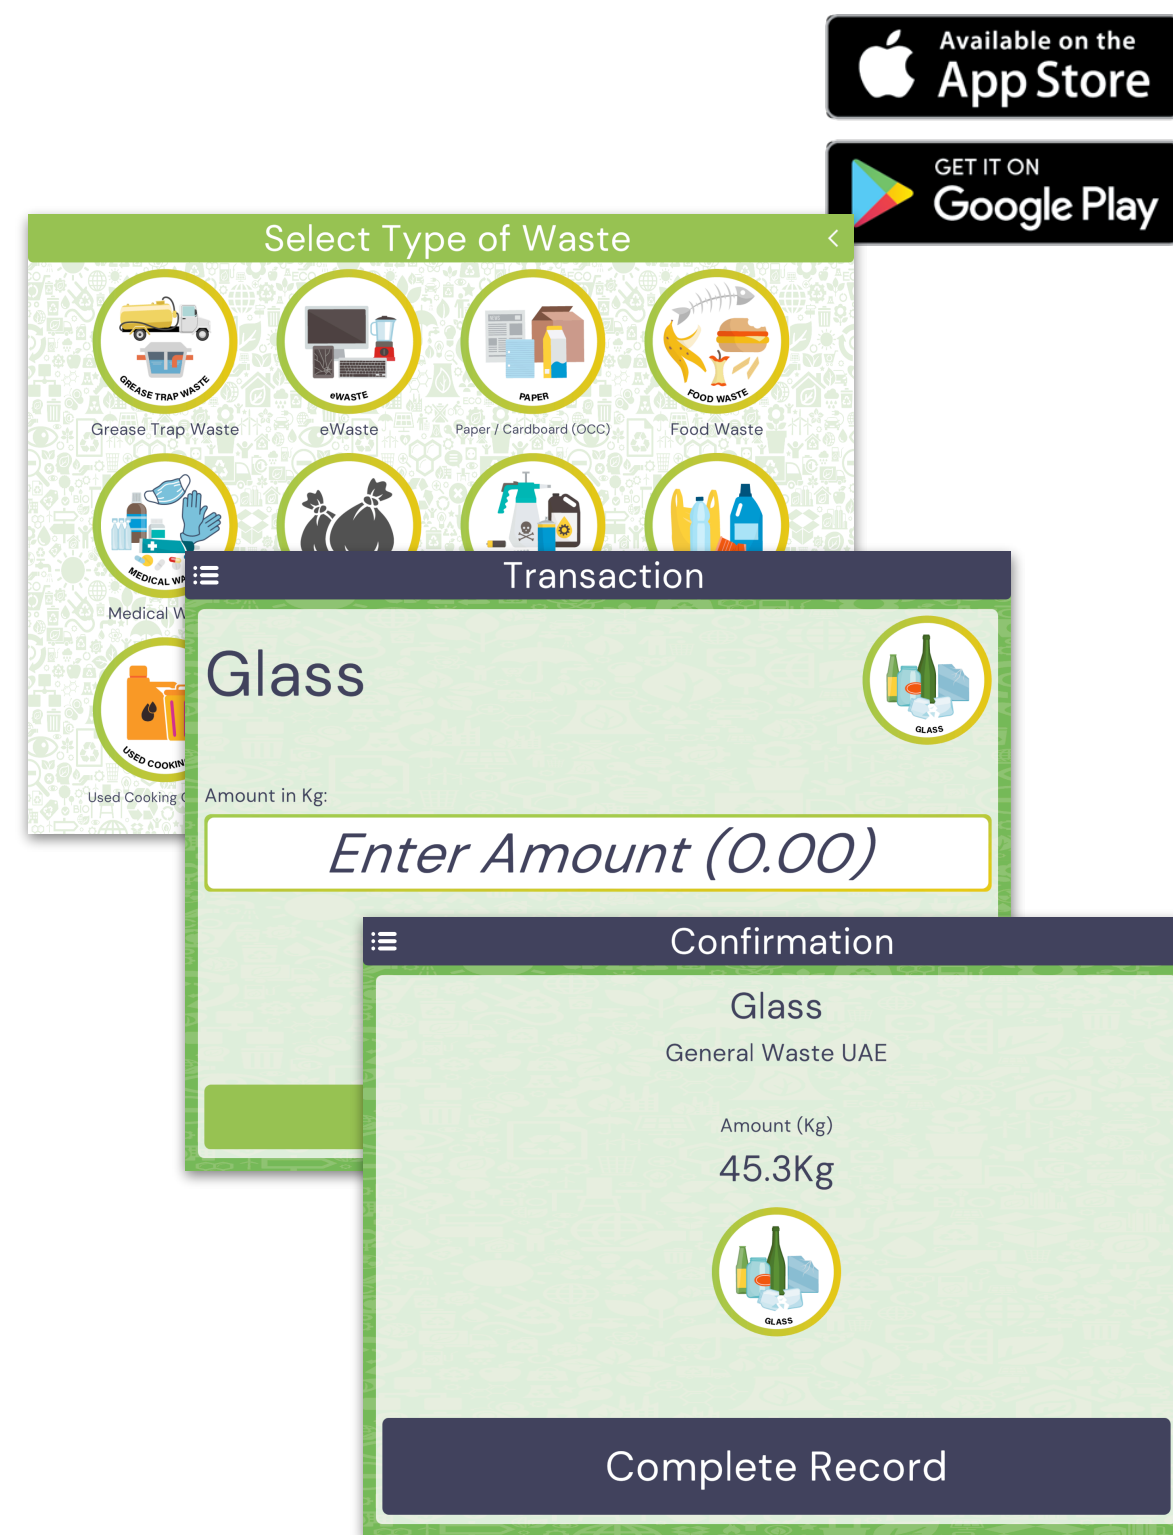 Available on the
App Store
GET IT ON
Google Play
Select Type of Waste
GREASE TRAP WASTE
eWASTE
PAPER
FOOD WASTE
Grease Trap Waste
eWaste
Paper / Cardboard (OCC)
Food Waste
MEDICAL
Medical
USED
Used Cooking
Transaction
Glass
GLASS
Amount in Kg:
Enter Amount (0.00)
Confirmation
Glass
General Waste UAE
Amount (Kg)
45.3Kg
GLASS
Complete Record